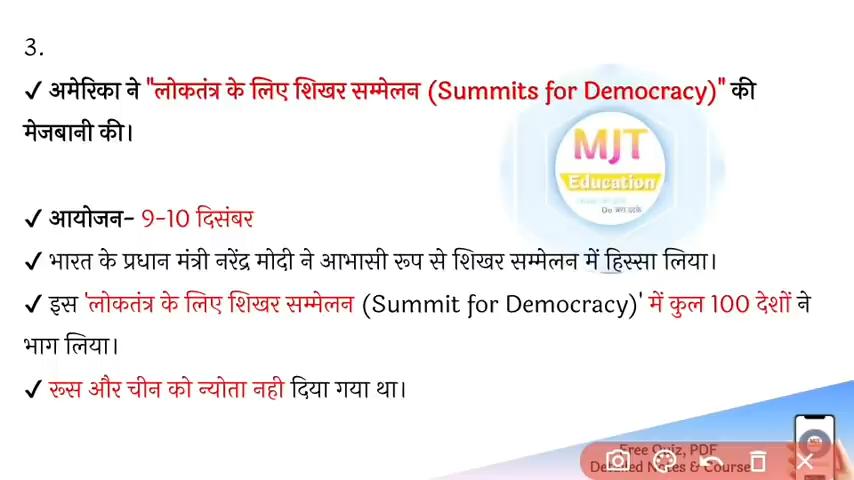 3.
✓ अमेरिका ने "लोकतंत्र के लिए शिखर सम्मेलन (Summits for Democracy)" की
मेजबानी की।
MJT
Education
✓ आयोजन- 9-10 दिसंबर
✓ भारत के प्रधान मंत्री नरेंद्र मोदी ने आभासी रूप से शिखर सम्मेलन में हिस्सा लिया।
✓ इस 'लोकतंत्र के लिए शिखर सम्मेलन (Summit for Democracy)' में कुल 100 देशों ने
भाग लिया।
✓ रूस और चीन को न्योता नही दिया गया था।
Free Quiz, PDF
Detailed Notes & Course